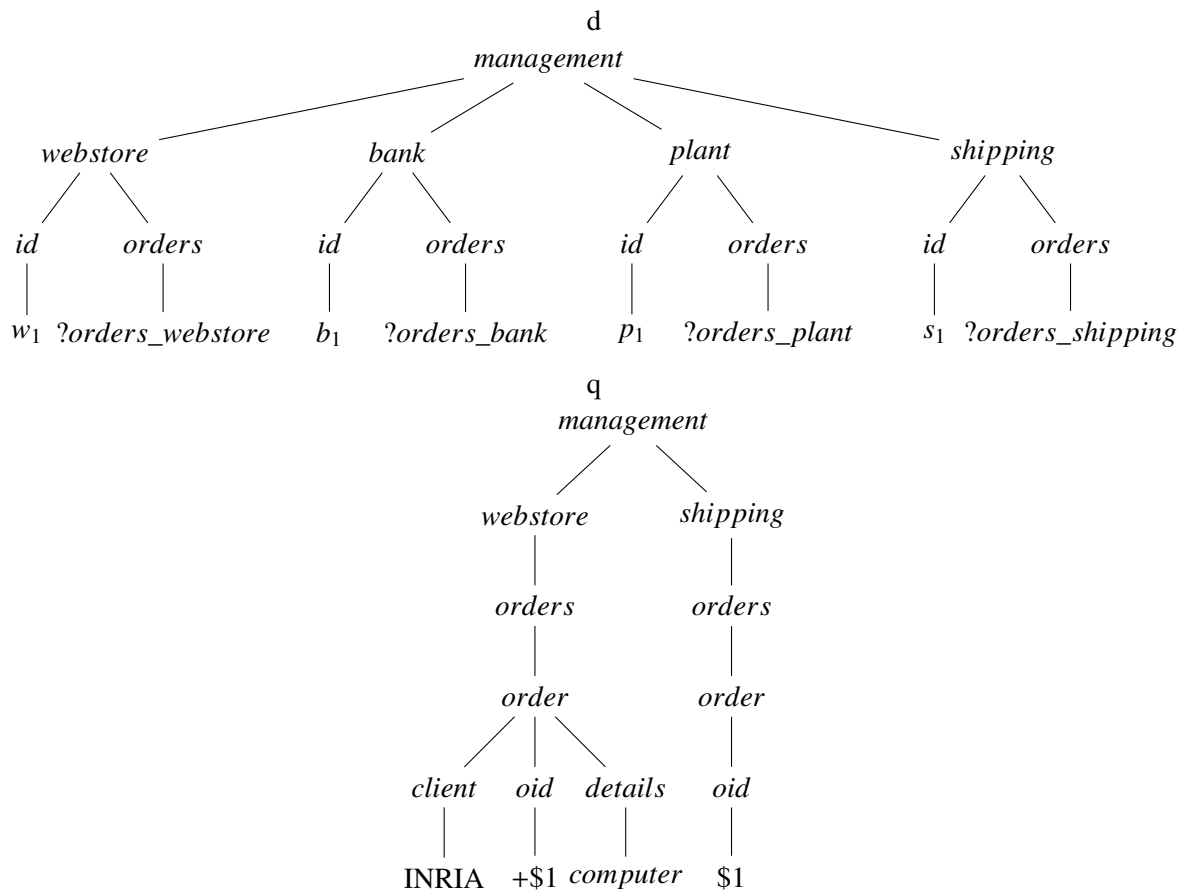 d
management
webstore bank plant shipping
id orders id orders id orders id orders
w₁ ?orders_webstore b₁ ?orders_bank p₁ ?orders_plant s₁ ?orders_shipping
q
management
webstore shipping
orders orders
order order
client oid details oid
INRIA +$1 computer $1